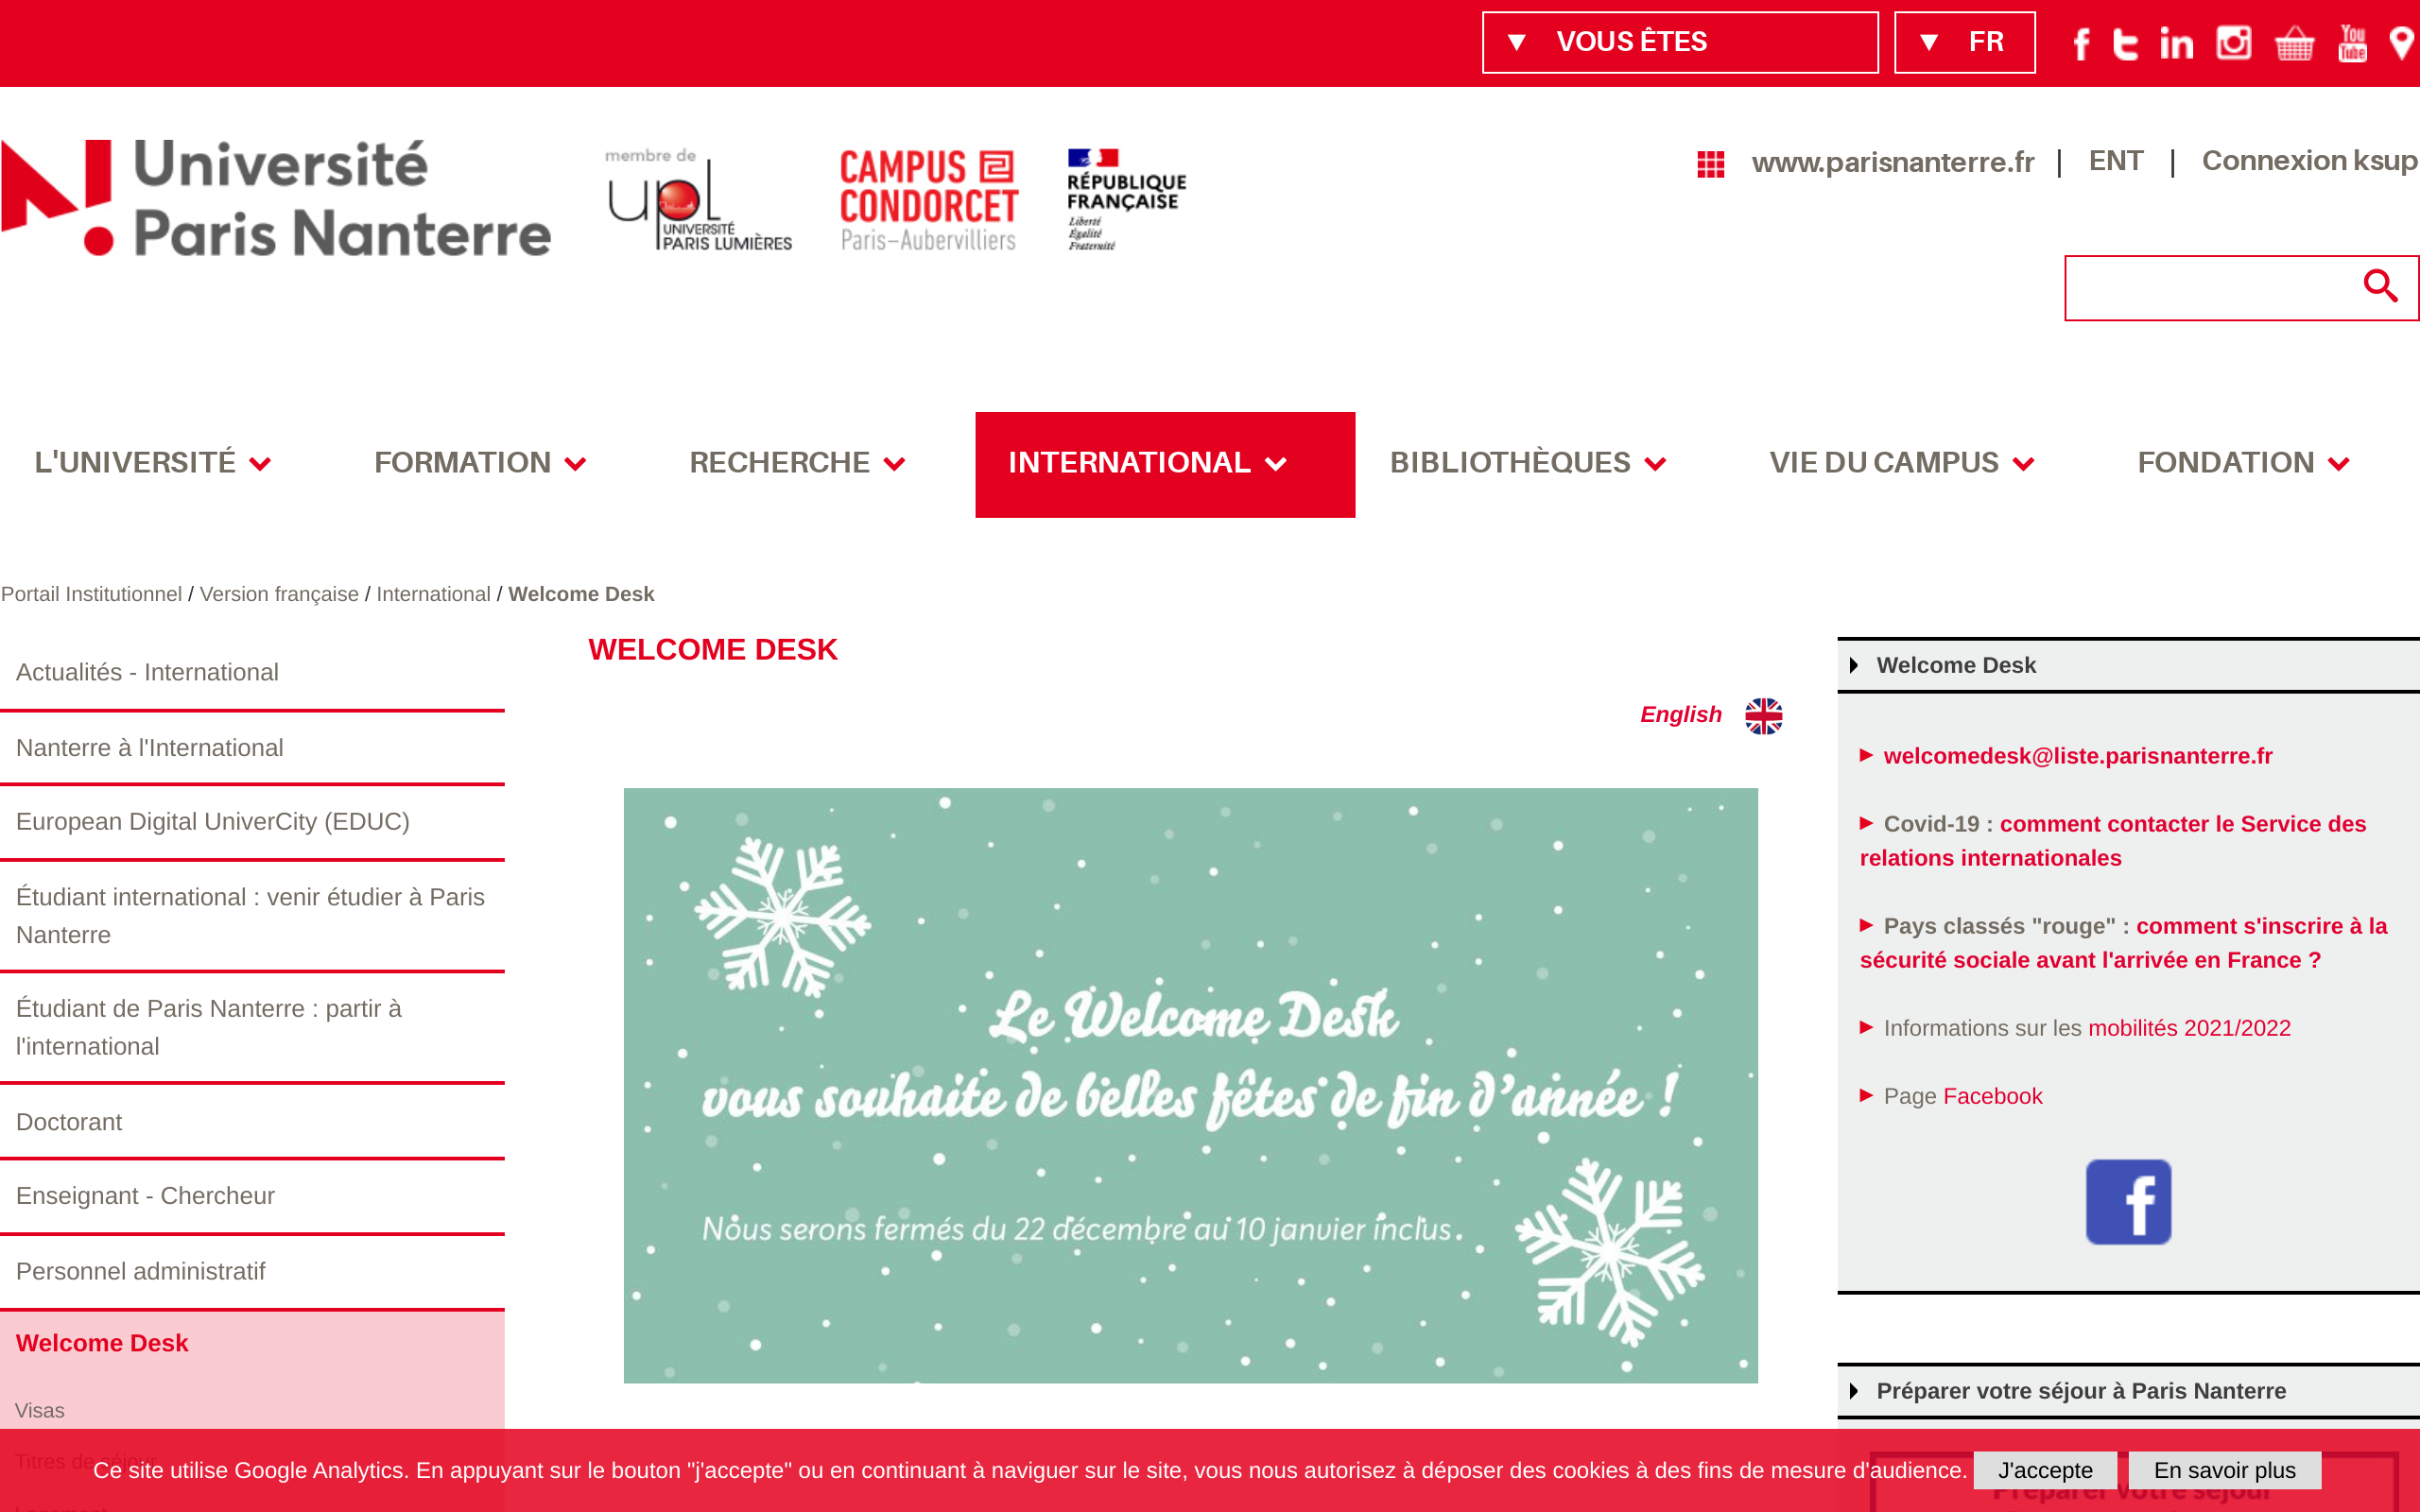 VOUS ÊTES
FR
Université
Paris Nanterre
membre de
upl
UNIVERSITÉ
PARIS LUMIÈRES
CAMPUS
CONDORCET
Paris–Aubervilliers
RÉPUBLIQUE
FRANÇAISE
Liberté
Égalité
Fraternité
www.parisnanterre.fr | ENT | Connexion ksup
L'UNIVERSITÉ FORMATION RECHERCHE INTERNATIONAL BIBLIOTHÈQUES VIE DU CAMPUS FONDATION
Portail Institutionnel / Version française / International / Welcome Desk
Actualités - International
Nanterre à l'International
European Digital UniverCity (EDUC)
Étudiant international : venir étudier à Paris
Nanterre
Étudiant de Paris Nanterre : partir à
l'international
Doctorant
Enseignant - Chercheur
Personnel administratif
Welcome Desk
Visas
Titres de séjour
WELCOME DESK
English
Le Welcome Desk
vous souhaite de belles fêtes de fin d'année !
Nous serons fermés du 22 décembre au 10 janvier inclus.
Welcome Desk
welcomedesk@liste.parisnanterre.fr
Covid-19 : comment contacter le Service des
relations internationales
Pays classés "rouge" : comment s'inscrire à la
sécurité sociale avant l'arrivée en France ?
Informations sur les mobilités 2021/2022
Page Facebook
Préparer votre séjour à Paris Nanterre
Préparer votre séjour
Ce site utilise Google Analytics. En appuyant sur le bouton "j'accepte" ou en continuant à naviguer sur le site, vous nous autorisez à déposer des cookies à des fins de mesure d'audience. J'accepte En savoir plus